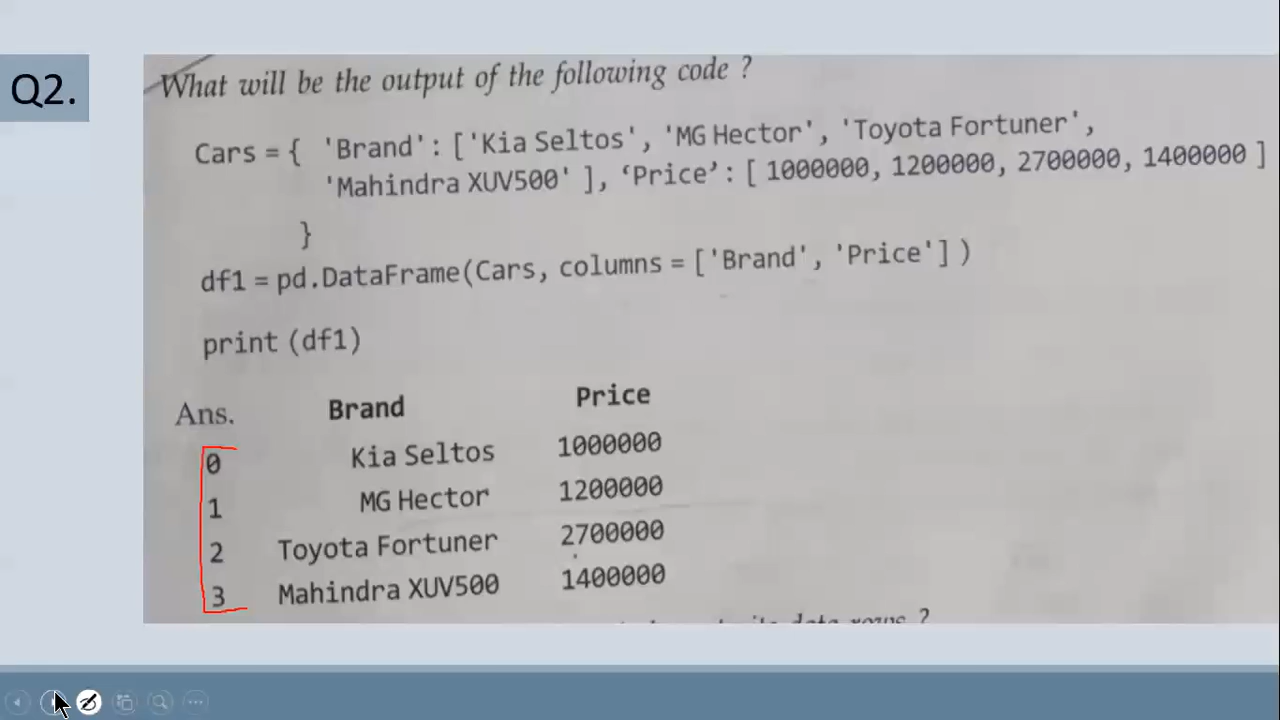 Q2.
What will be the output of the following code ?
Cars = { 'Brand': ['Kia Seltos', 'MG Hector', 'Toyota Fortuner',
'Mahindra XUV500' ], ‘Price’: [ 1000000, 1200000, 2700000, 1400000 ]
}
df1 = pd.DataFrame(Cars, columns = ['Brand', 'Price'] )
print (df1)
Ans. Brand Price
0 Kia Seltos 1000000
1 MG Hector 1200000
2 Toyota Fortuner 2700000
3 Mahindra XUV500 1400000
data rows ?